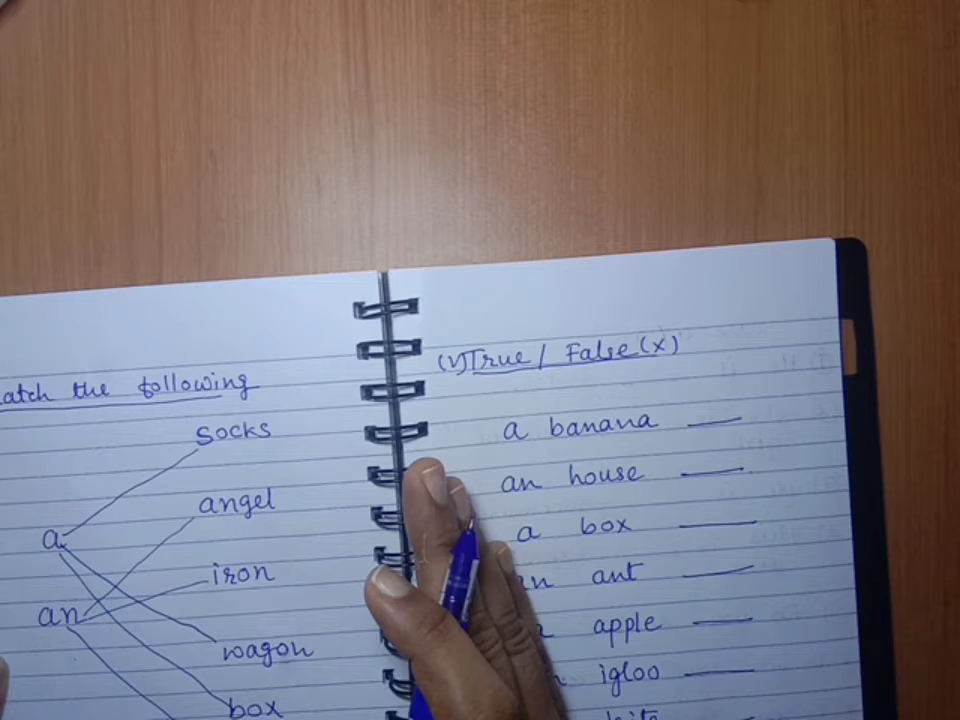 atch the following
socks
angel
a
iron
an
wagon
box
(√) True / False (x)
a banana
an house
a box
an ant
apple
igloo